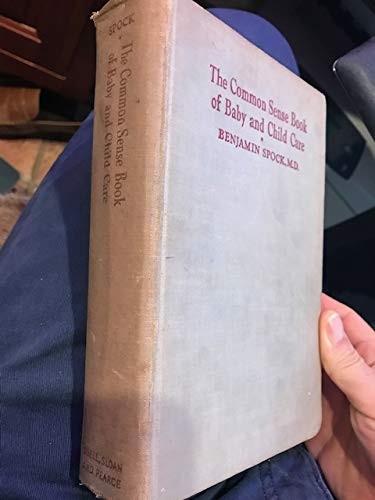 SPOCK
The Common Sense Book
of Baby and Child Care
SLOAN
AND PEARCE
The Common Sense Book
of Baby and Child Care
BENJAMIN SPOCK, M.D.